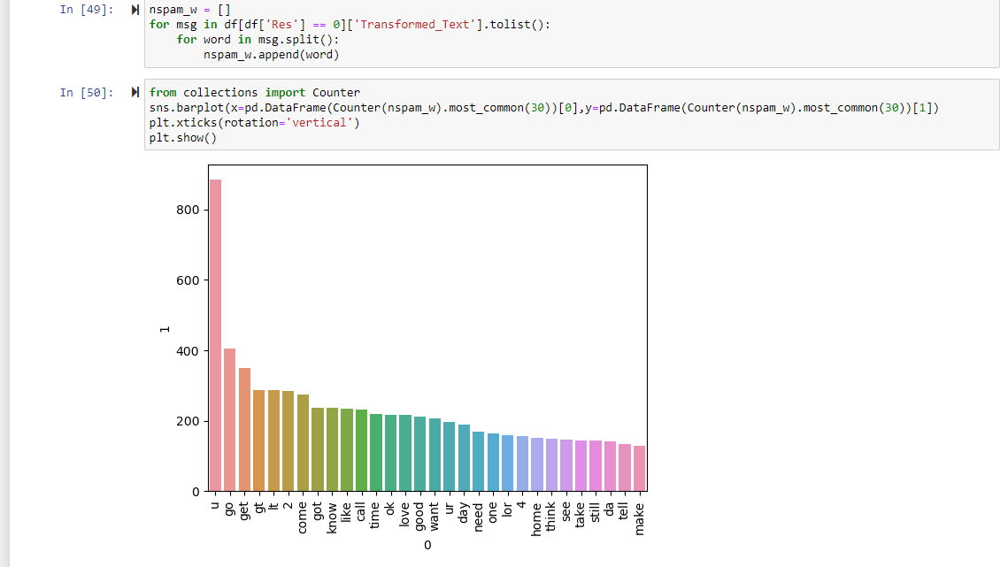 In [49]:
nspam_w = []
for msg in df[df['Res'] == 0]['Transformed_Text'].tolist():
    for word in msg.split():
        nspam_w.append(word)
In [50]:
from collections import Counter
sns.barplot(x=pd.DataFrame(Counter(nspam_w).most_common(30))[0],y=pd.DataFrame(Counter(nspam_w).most_common(30))[1])
plt.xticks(rotation='vertical')
plt.show()
800
600
1
400
200
0
u
go
get
gt
lt
2
come
got
know
like
call
time
ok
love
good
want
ur
day
need
one
lor
4
home
think
see
take
still
da
tell
make
0